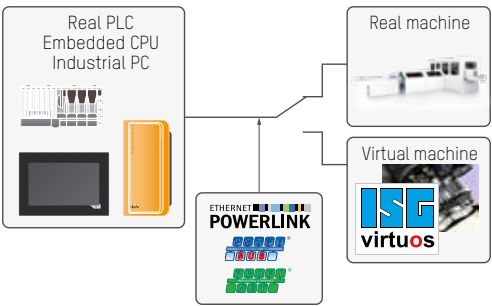 Real PLC
Embedded CPU
Industrial PC
Real machine
Virtual machine
ETHERNET
POWERLINK
ISG
virtuos